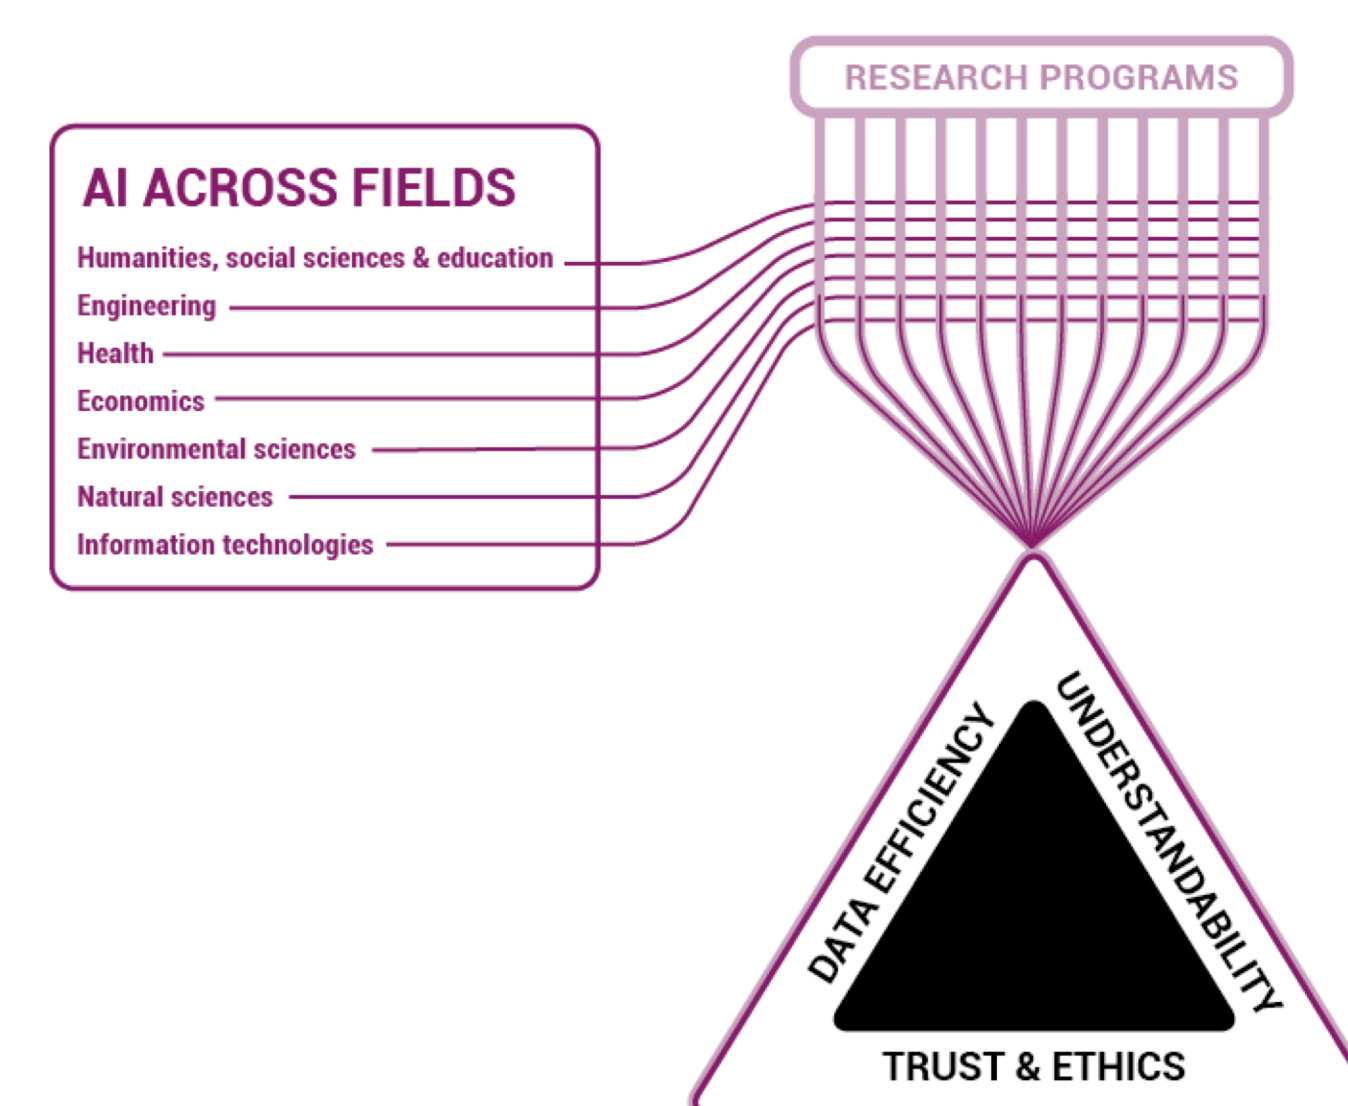 RESEARCH PROGRAMS
AI ACROSS FIELDS
Humanities, social sciences & education
Engineering
Health
Economics
Environmental sciences
Natural sciences
Information technologies
DATA EFFICIENCY
UNDERSTANDABILITY
TRUST & ETHICS